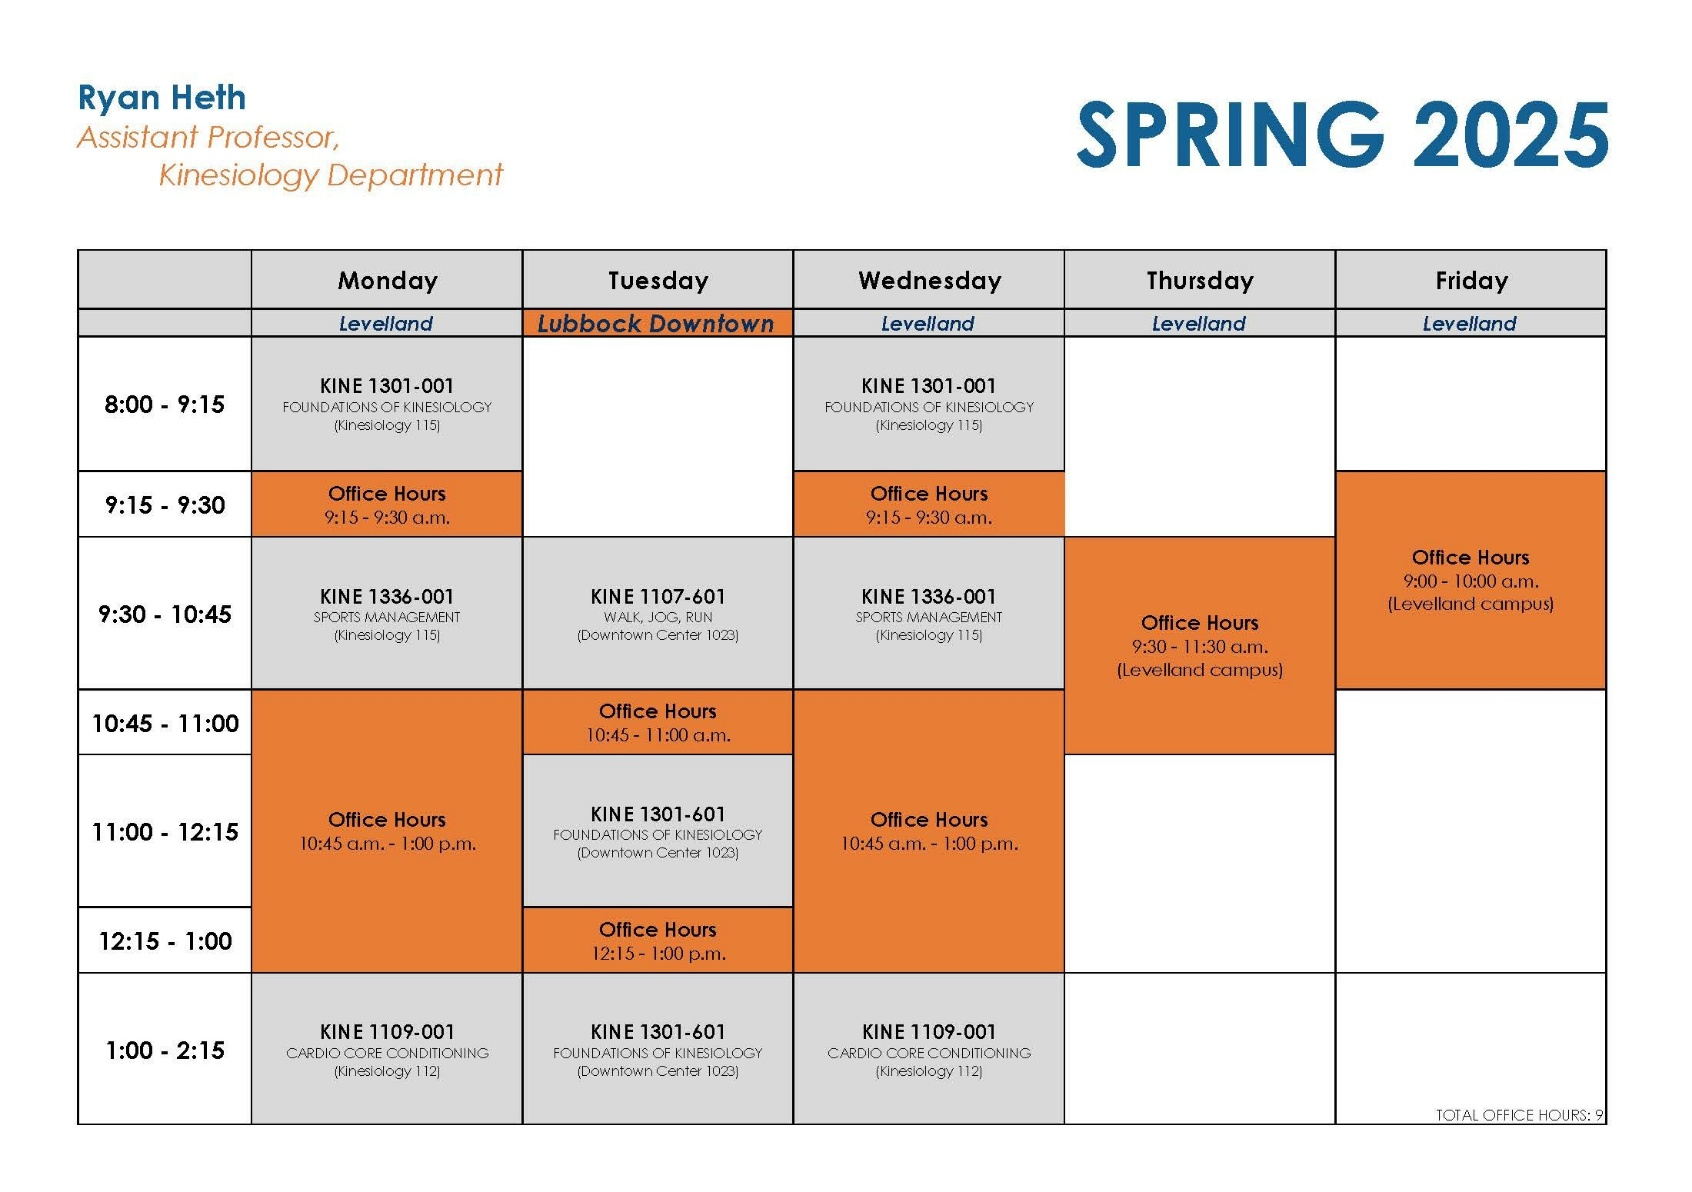 Ryan Heth
Assistant Professor,
Kinesiology Department
SPRING 2025
Monday Tuesday Wednesday Thursday Friday
Levelland Lubbock Downtown Levelland Levelland Levelland
8:00 - 9:15
KINE 1301-001
FOUNDATIONS OF KINESIOLOGY
(Kinesiology 115)
KINE 1301-001
FOUNDATIONS OF KINESIOLOGY
(Kinesiology 115)
9:15 - 9:30
Office Hours
9:15 - 9:30 a.m.
Office Hours
9:15 - 9:30 a.m.
Office Hours
9:00 - 10:00 a.m.
(Levelland campus)
9:30 - 10:45
KINE 1336-001
SPORTS MANAGEMENT
(Kinesiology 115)
KINE 1107-601
WALK, JOG, RUN
(Downtown Center 1023)
KINE 1336-001
SPORTS MANAGEMENT
(Kinesiology 115)
Office Hours
9:30 - 11:30 a.m.
(Levelland campus)
10:45 - 11:00
Office Hours
10:45 a.m. - 1:00 p.m.
Office Hours
10:45 - 11:00 a.m.
Office Hours
10:45 a.m. - 1:00 p.m.
11:00 - 12:15
KINE 1301-601
FOUNDATIONS OF KINESIOLOGY
(Downtown Center 1023)
12:15 - 1:00
Office Hours
12:15 - 1:00 p.m.
1:00 - 2:15
KINE 1109-001
CARDIO CORE CONDITIONING
(Kinesiology 112)
KINE 1301-601
FOUNDATIONS OF KINESIOLOGY
(Downtown Center 1023)
KINE 1109-001
CARDIO CORE CONDITIONING
(Kinesiology 112)
TOTAL OFFICE HOURS: 9